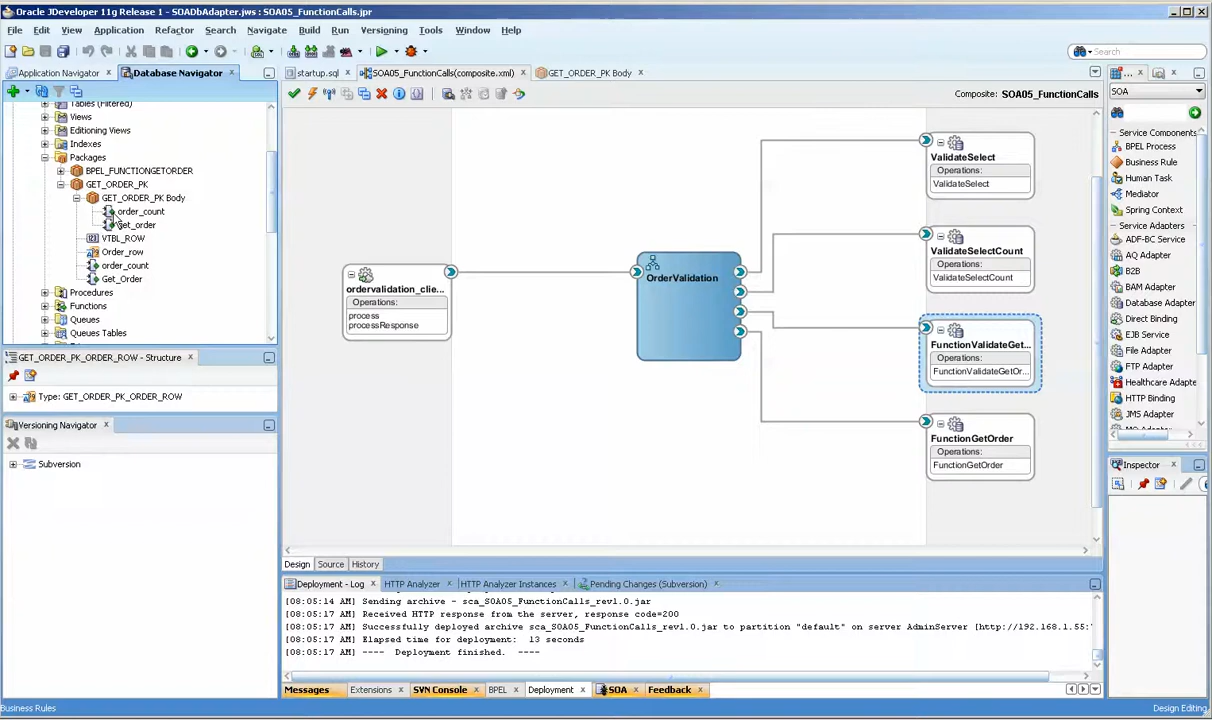 Oracle JDeveloper 11g Release 1 - SOADbAdapter.jws : SOA05_FunctionCalls.jpr
File Edit View Application Refactor Search Navigate Build Run Versioning Tools Window Help
Search
Application Navigator
Database Navigator
startup.sql
SOA05_FunctionCalls(composite.xml)
GET_ORDER_PK Body
Composite: SOA05_FunctionCalls
Tables (Filtered)
Views
Editioning Views
Indexes
Packages
BPEL_FUNCTIONGETORDER
GET_ORDER_PK
GET_ORDER_PK Body
order_count
get_order
VTBL_ROW
Order_row
order_count
Get_Order
Procedures
Functions
Queues
Queues Tables
GET_ORDER_PK_ORDER_ROW - Structure
Type: GET_ORDER_PK_ORDER_ROW
Versioning Navigator
Subversion
ordervalidation_clie...
Operations:
process
processResponse
OrderValidation
ValidateSelect
Operations:
ValidateSelect
ValidateSelectCount
Operations:
ValidateSelectCount
FunctionValidateGet...
Operations:
FunctionValidateGetOr...
FunctionGetOrder
Operations:
FunctionGetOrder
SOA
Service Components
BPEL Process
Business Rule
Human Task
Mediator
Spring Context
Service Adapters
ADF-BC Service
AQ Adapter
B2B
BAM Adapter
Database Adapter
Direct Binding
EJB Service
File Adapter
FTP Adapter
Healthcare Adapte
HTTP Binding
JMS Adapter
Inspector
Design Source History
Deployment - Log
HTTP Analyzer
HTTP Analyzer Instances
Pending Changes (Subversion)
[08:05:14 AM] Sending archive - sca_SOA05_FunctionCalls_rev1.0.jar
[08:05:17 AM] Received HTTP response from the server, response code=200
[08:05:17 AM] Successfully deployed archive sca_SOA05_FunctionCalls_rev1.0.jar to partition "default" on server AdminServer [http://192.168.1.55:
[08:05:17 AM] Elapsed time for deployment: 13 seconds
[08:05:17 AM] ---- Deployment finished. ----
Messages Extensions SVN Console BPEL Deployment SOA Feedback
Business Rules
Design Editing